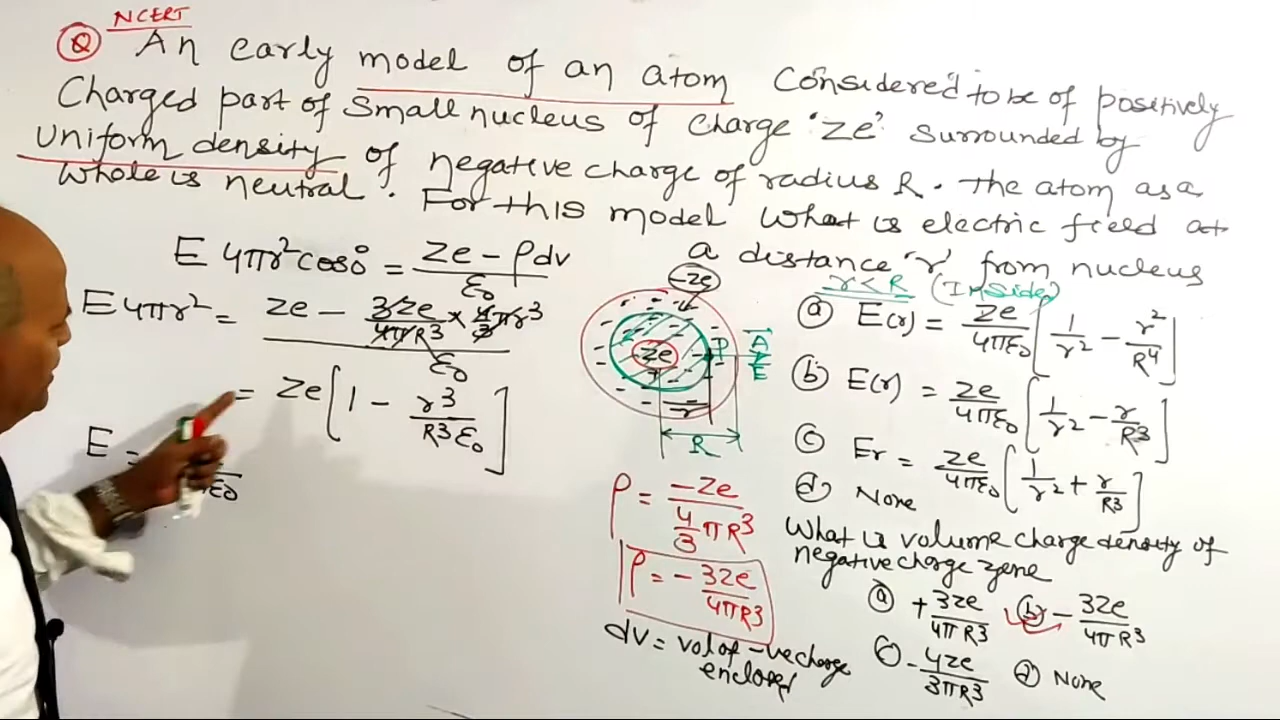 NCERT
Q An early model of an atom Considered to be of positively
Charged part of Small nucleus of charge 'Ze' surrounded by
Uniform density of negative charge of radius R. The atom as a
Whole is neutral. For this model What is electric field at
a distance 'r' from nucleus
E 4πr² cos0° = Ze - ρdv / ε₀
E 4πr² = Ze - 3Ze/4πR³ × 4/3 πr³ / ε₀
= Ze [1 - r³/R³ε₀]
E =
-Ze
Ze
P
A
E
r
R
ρ = -Ze / 4/3 πR³
ρ = - 3Ze/4πR³
dv = vol of -ve charge
enclosed
r < R (Inside)
a E(r) = Ze/4πε₀ [1/r² - r²/R⁴]
b E(r) = Ze/4πε₀ [1/r² - r/R³]
c Er = Ze/4πε₀ [1/r² + r/R³]
d None
What is volume charge density of
negative charge zone
a + 3Ze/4πR³ b - 3Ze/4πR³
c - 4Ze/3πR³ d None